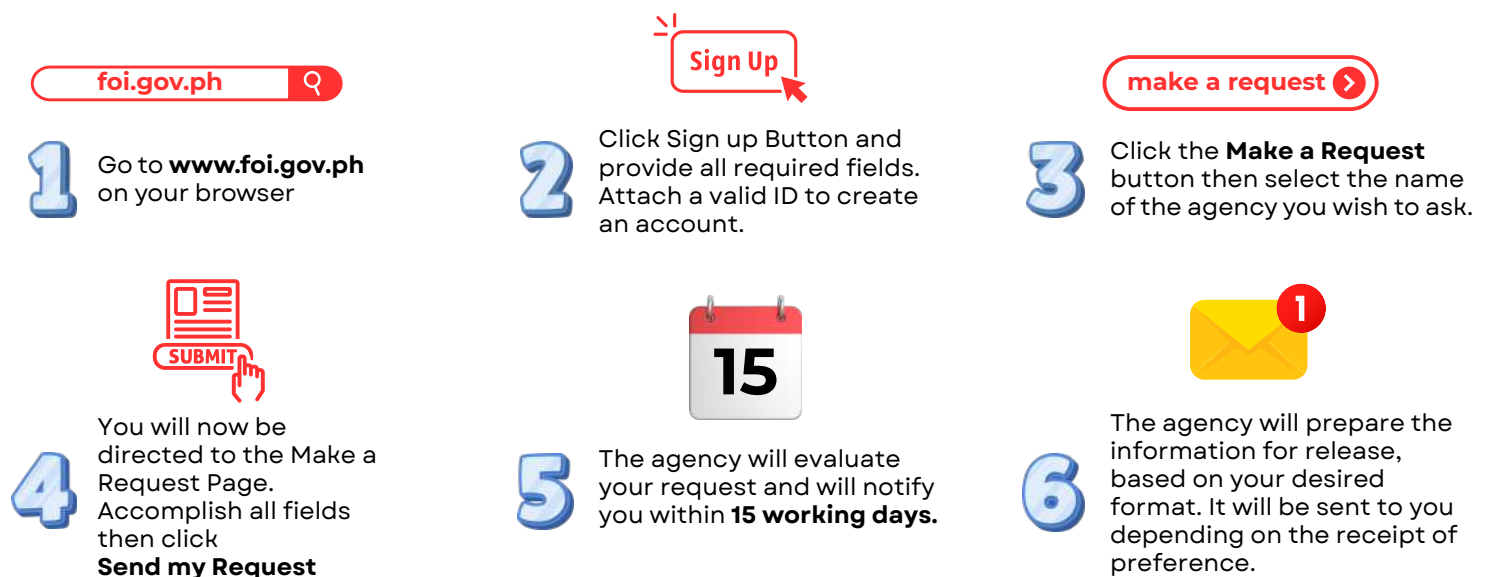 foi.gov.ph
1
Go to www.foi.gov.ph
on your browser
Sign Up
2
Click Sign up Button and
provide all required fields.
Attach a valid ID to create
an account.
make a request
3
Click the Make a Request
button then select the name
of the agency you wish to ask.
SUBMIT
4
You will now be
directed to the Make a
Request Page.
Accomplish all fields
then click
Send my Request
15
5
The agency will evaluate
your request and will notify
you within 15 working days.
1
6
The agency will prepare the
information for release,
based on your desired
format. It will be sent to you
depending on the receipt of
preference.